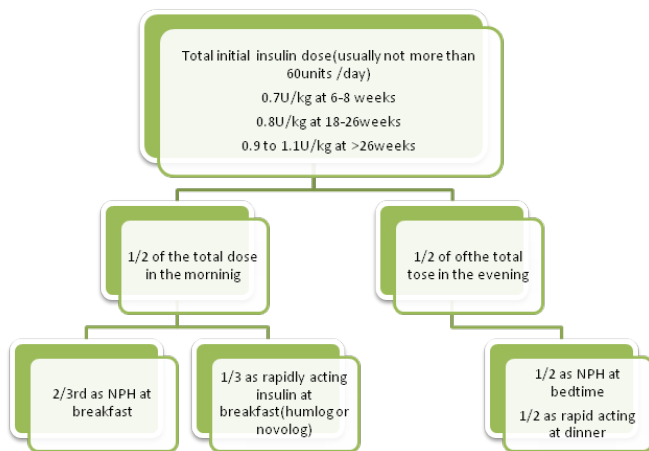 Total initial insulin dose(usually not more than
60units /day)
0.7U/kg at 6-8 weeks
0.8U/kg at 18-26weeks
0.9 to 1.1U/kg at >26weeks
1/2 of the total dose
in the morninig
1/2 of ofthe total
tose in the evening
2/3rd as NPH at
breakfast
1/3 as rapidly acting
insulin at
breakfast(humlog or
novolog)
1/2 as NPH at
bedtime
1/2 as rapid acting
at dinner